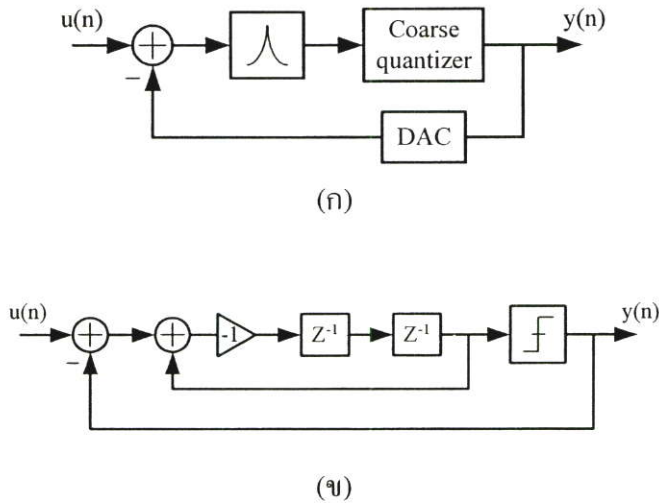 u(n)
y(n)
Coarse
quantizer
−
DAC
(ก)
u(n)
y(n)
-1
Z⁻¹
Z⁻¹
−
(ข)